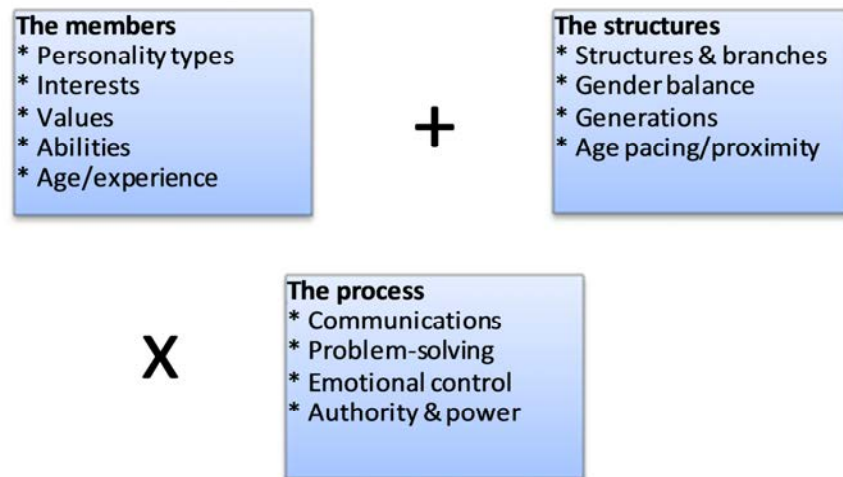 The members
* Personality types
* Interests
* Values
* Abilities
* Age/experience
+
The structures
* Structures & branches
* Gender balance
* Generations
* Age pacing/proximity
X
The process
* Communications
* Problem-solving
* Emotional control
* Authority & power